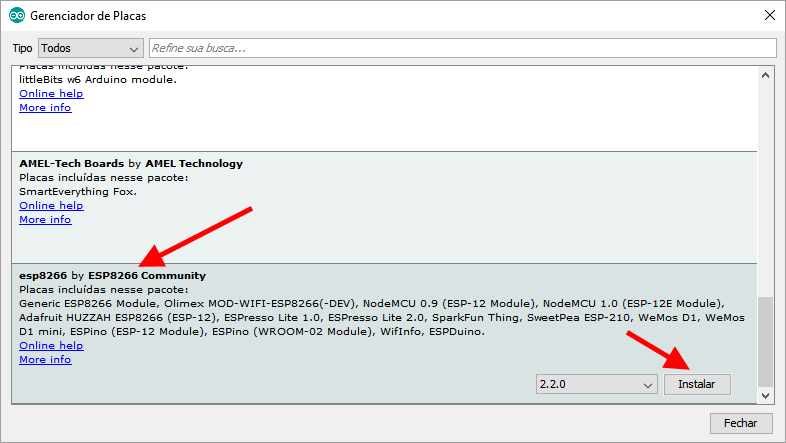 Gerenciador de Placas
Tipo Todos Refine sua busca...
Placas incluídas nesse pacote:
littleBits w6 Arduino module.
Online help
More info
AMEL-Tech Boards by AMEL Technology
Placas incluídas nesse pacote:
SmartEverything Fox.
Online help
More info
esp8266 by ESP8266 Community
Placas incluídas nesse pacote:
Generic ESP8266 Module, Olimex MOD-WIFI-ESP8266(-DEV), NodeMCU 0.9 (ESP-12 Module), NodeMCU 1.0 (ESP-12E Module),
Adafruit HUZZAH ESP8266 (ESP-12), ESPresso Lite 1.0, ESPresso Lite 2.0, SparkFun Thing, SweetPea ESP-210, WeMos D1, WeMos
D1 mini, ESPino (ESP-12 Module), ESPino (WROOM-02 Module), WifInfo, ESPDuino.
Online help
More info
2.2.0 Instalar
Fechar